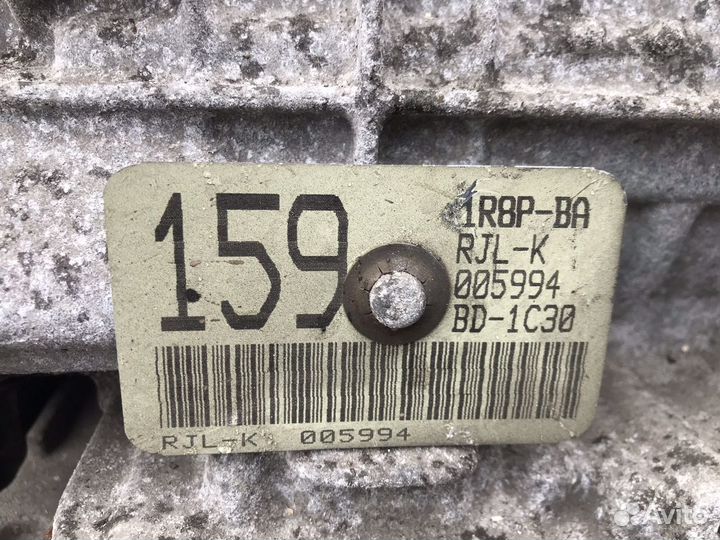 159
1R8P-BA
RJL-K
005994
BD-1C30
RJL-K 005994
Avito